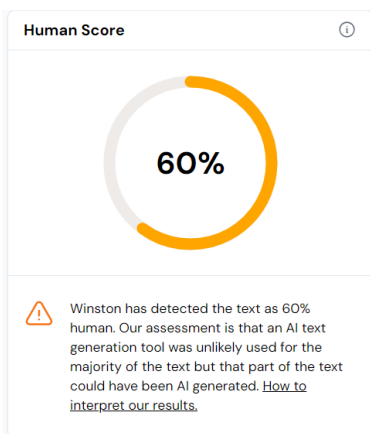 Human Score
60%
Winston has detected the text as 60%
human. Our assessment is that an AI text
generation tool was unlikely used for the
majority of the text but that part of the text
could have been AI generated. How to
interpret our results.